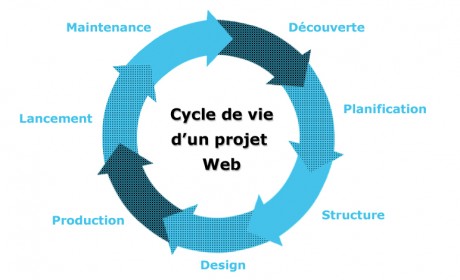 Maintenance
Découverte
Planification
Structure
Design
Production
Lancement
Cycle de vie
d'un projet
Web